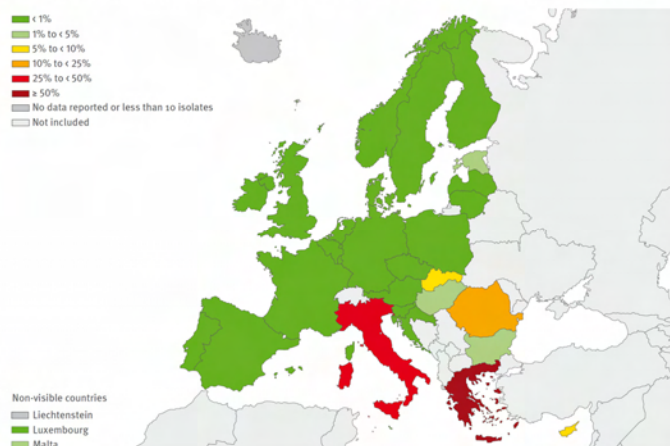 < 1%
1% to < 5%
5% to < 10%
10% to < 25%
25% to < 50%
≥ 50%
No data reported or less than 10 isolates
Not included
Non-visible countries
Liechtenstein
Luxembourg
Malta